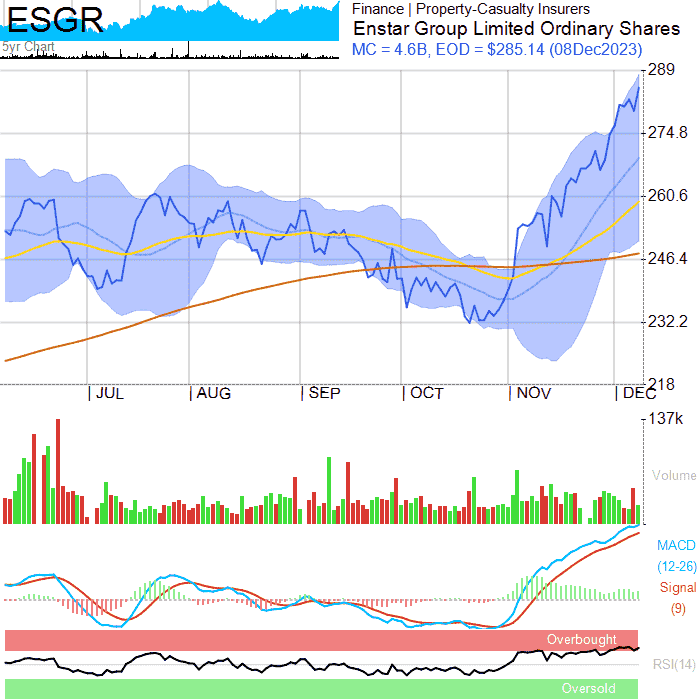 ESGR
5yr Chart
Finance | Property-Casualty Insurers
Enstar Group Limited Ordinary Shares
MC = 4.6B, EOD = $285.14 (08Dec2023)
289
274.8
260.6
246.4
232.2
218
JUL AUG SEP OCT NOV DEC
137k
Volume
MACD
(12-26)
Signal
(9)
Overbought
RSI(14)
Oversold